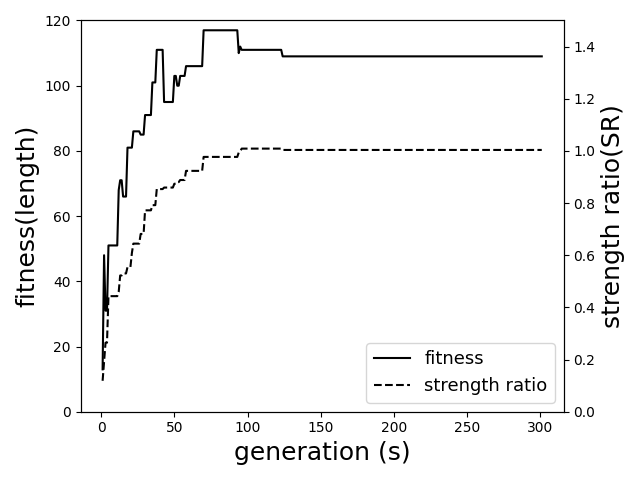 120
100
80
60
40
20
0
fitness(length)
1.4
1.2
1.0
0.8
0.6
0.4
0.2
0.0
strength ratio(SR)
fitness
strength ratio
0 50 100 150 200 250 300
generation (s)